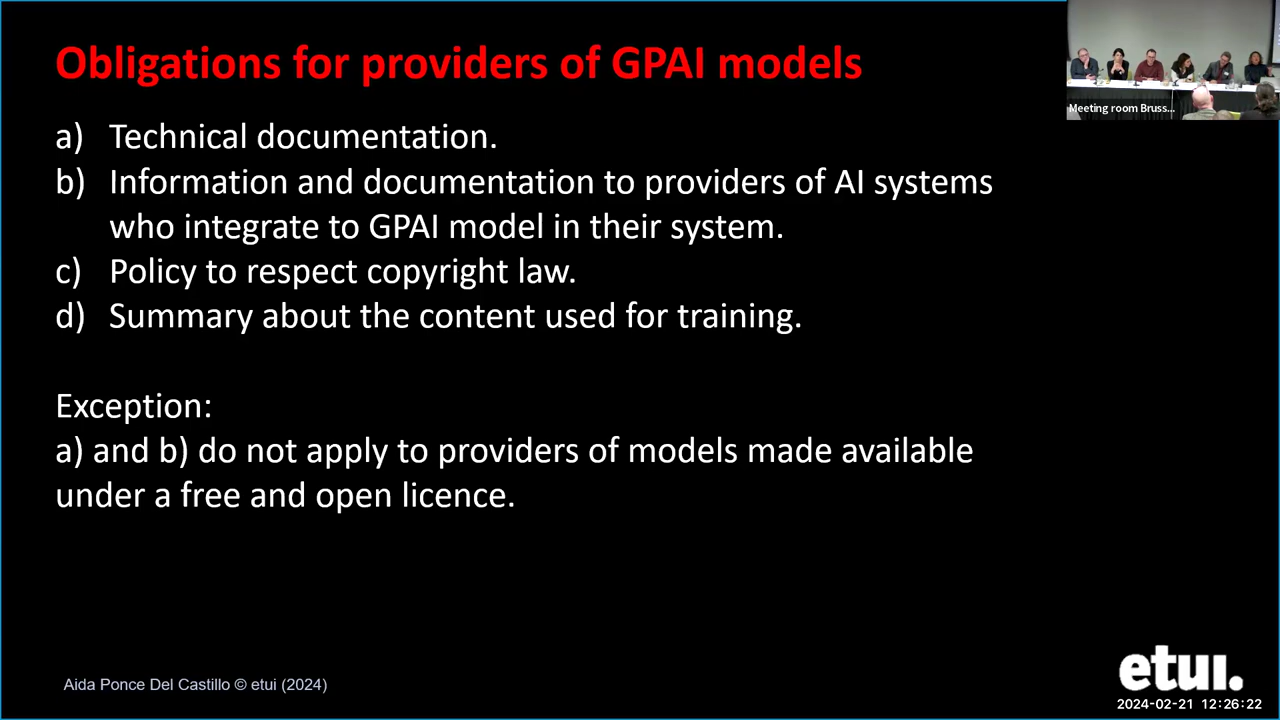 Obligations for providers of GPAI models
Meeting room Bruss...
a) Technical documentation.
b) Information and documentation to providers of AI systems
who integrate to GPAI model in their system.
c) Policy to respect copyright law.
d) Summary about the content used for training.
Exception:
a) and b) do not apply to providers of models made available
under a free and open licence.
Aida Ponce Del Castillo © etui (2024)
etui.
2024-02-21 12:26:22